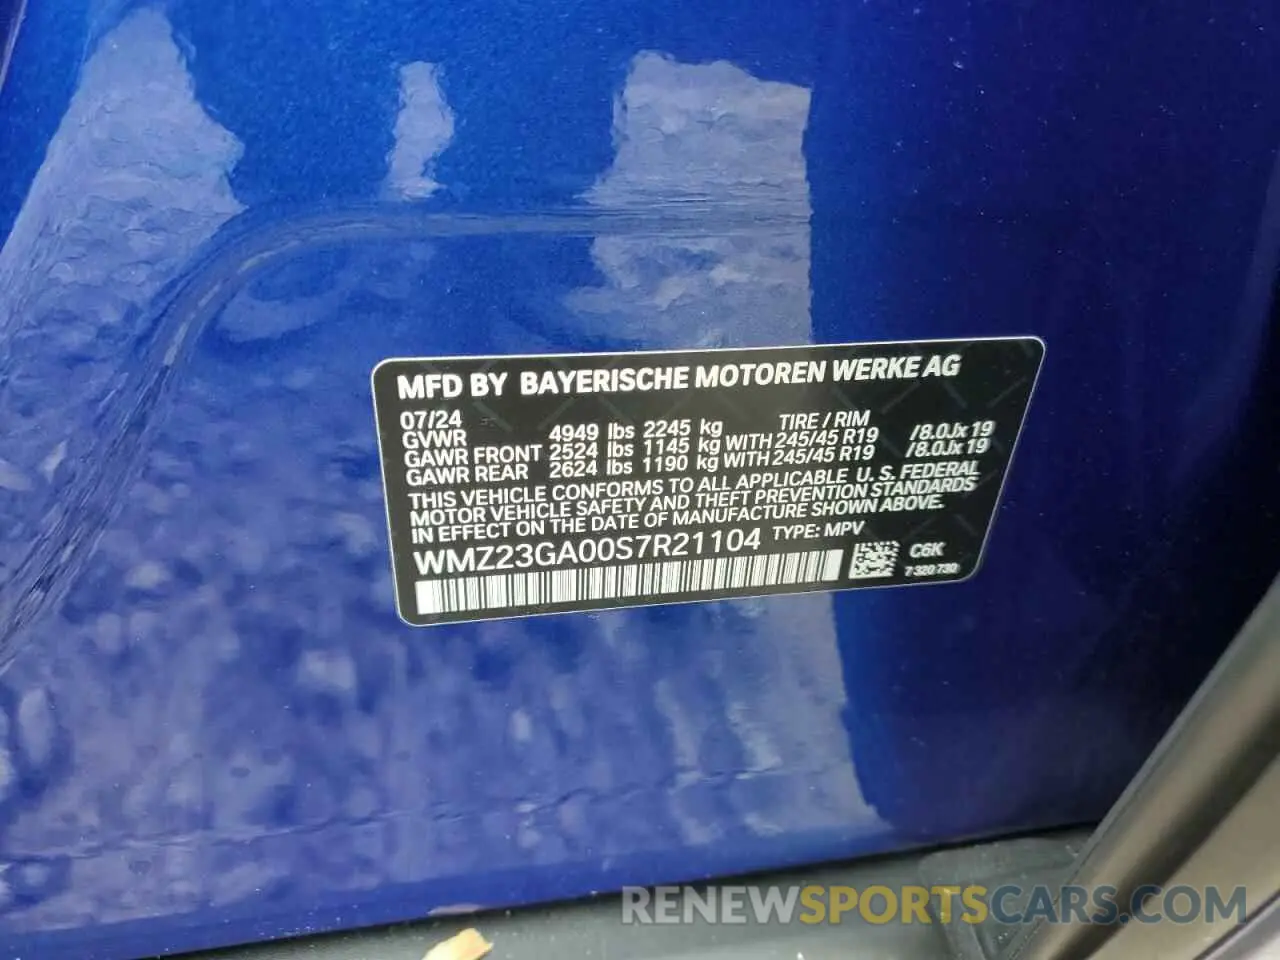 MFD BY BAYERISCHE MOTOREN WERKE AG
07/24 TIRE / RIM
GVWR 4949 lbs 2245 kg
GAWR FRONT 2524 lbs 1145 kg WITH 245/45 R19 /8.0Jx 19
GAWR REAR 2624 lbs 1190 kg WITH 245/45 R19 /8.0Jx 19
THIS VEHICLE CONFORMS TO ALL APPLICABLE U.S. FEDERAL
MOTOR VEHICLE SAFETY AND THEFT PREVENTION STANDARDS
IN EFFECT ON THE DATE OF MANUFACTURE SHOWN ABOVE.
WMZ23GA00S7R21104 TYPE: MPV
C6K
7 320 730
RENEWSPORTSCARS.COM